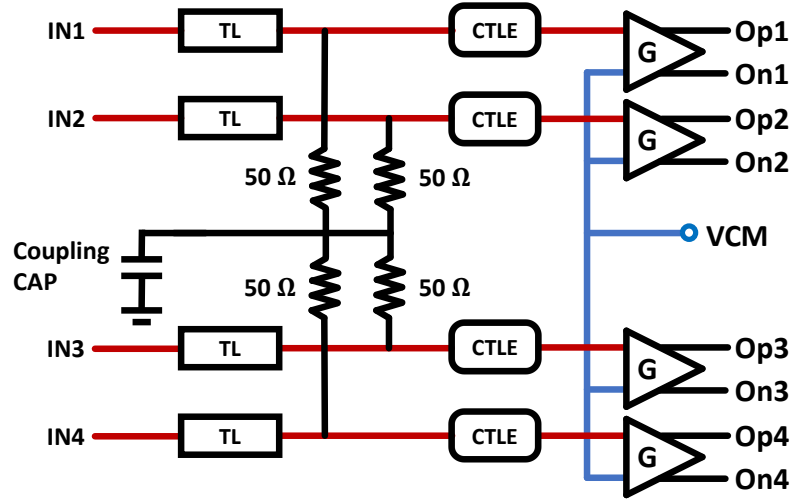 IN1 TL CTLE G Op1
On1
IN2 TL CTLE G Op2
On2
50 Ω 50 Ω
VCM
Coupling
CAP
50 Ω 50 Ω
IN3 TL CTLE G Op3
On3
IN4 TL CTLE G Op4
On4